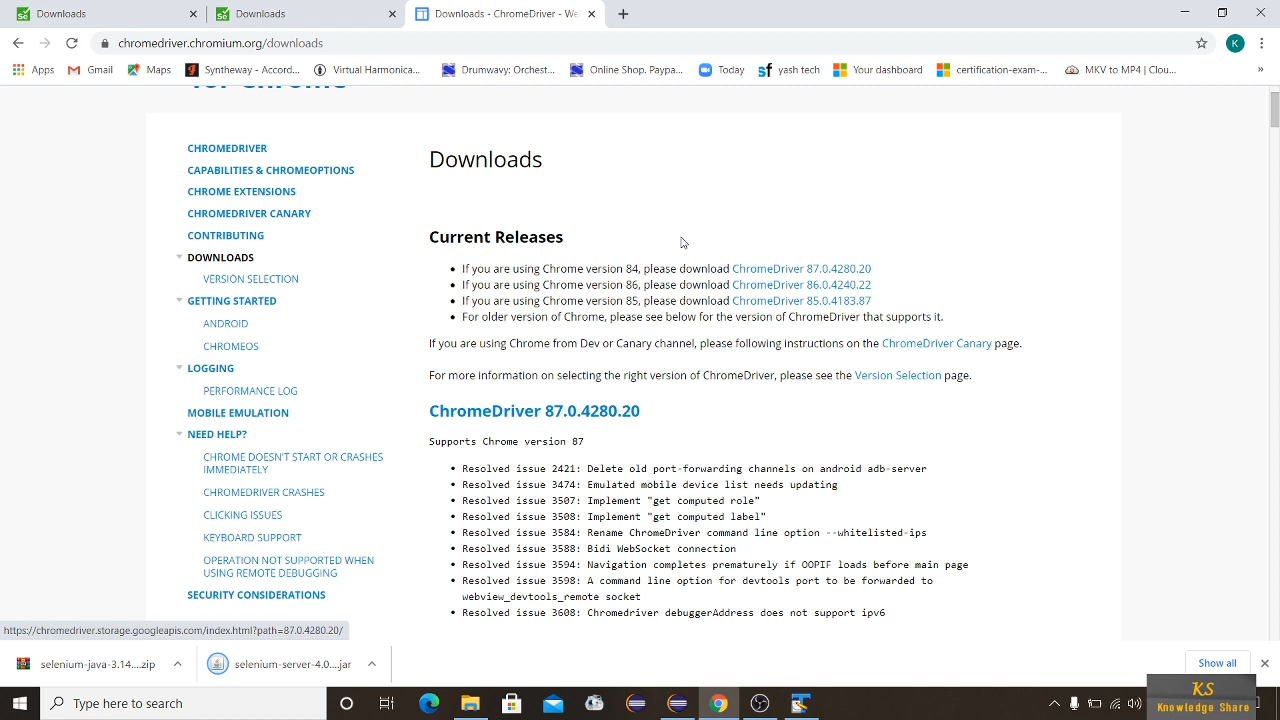 Downloads
Downloads
Downloads - ChromeDriver - We
chromedriver.chromium.org/downloads
K
Apps
Gmail
Maps
Synthewiz - Accord...
Virtual Harmonica...
Drumwavy: Orchest...
Online Shop. Paypa...
Today
yash tech
Your dashboard
certification-exam-...
MKV to MP4 | Clou...
»
for Chrome
CHROMEDRIVER
CAPABILITIES & CHROMEOPTIONS
CHROME EXTENSIONS
CHROMEDRIVER CANARY
CONTRIBUTING
DOWNLOADS
VERSION SELECTION
GETTING STARTED
ANDROID
CHROMEOS
LOGGING
PERFORMANCE LOG
MOBILE EMULATION
NEED HELP?
CHROME DOESN'T START OR CRASHES
IMMEDIATELY
CHROMEDRIVER CRASHES
CLICKING ISSUES
KEYBOARD SUPPORT
OPERATION NOT SUPPORTED WHEN
USING REMOTE DEBUGGING
SECURITY CONSIDERATIONS
Downloads
Current Releases
• If you are using Chrome version 84, please download ChromeDriver 87.0.4280.20
• If you are using Chrome version 86, please download ChromeDriver 86.0.4240.22
• If you are using Chrome version 85, please download ChromeDriver 85.0.4183.87
• For older version of Chrome, please see below for the version of ChromeDriver that supports it.
If you are using Chrome from Dev or Canary channel, please following instructions on the ChromeDriver Canary page.
For more information on selecting the right version of ChromeDriver, please see the Version Selection page.
ChromeDriver 87.0.4280.20
Supports Chrome version 87
• Resolved issue 2421: Delete old port-forwarding channels on android adb-server
• Resolved issue 3474: Emulated mobile device list needs updating
• Resolved issue 3507: Implement "get computed role"
• Resolved issue 3508: Implement "get computed label"
• Resolved issue 3584: Rename ChromeDriver command line option --whitelisted-ips
• Resolved issue 3588: Bidi WebSocket connection
• Resolved issue 3594: Navigation completes prematurely if OOPIF loads before main page
• Resolved issue 3598: A command line option for devtools port to be forwarded to
webview_devtools_remote socket
• Resolved issue 3608: Chromedriver debuggerAddress does not support ipv6
https://chromedriver.storage.googleapis.com/index.html?path=87.0.4280.20/
selenium-java-3.14....zip
selenium-server-4.0....jar
Show all
Type here to search
KS
Knowledge Share